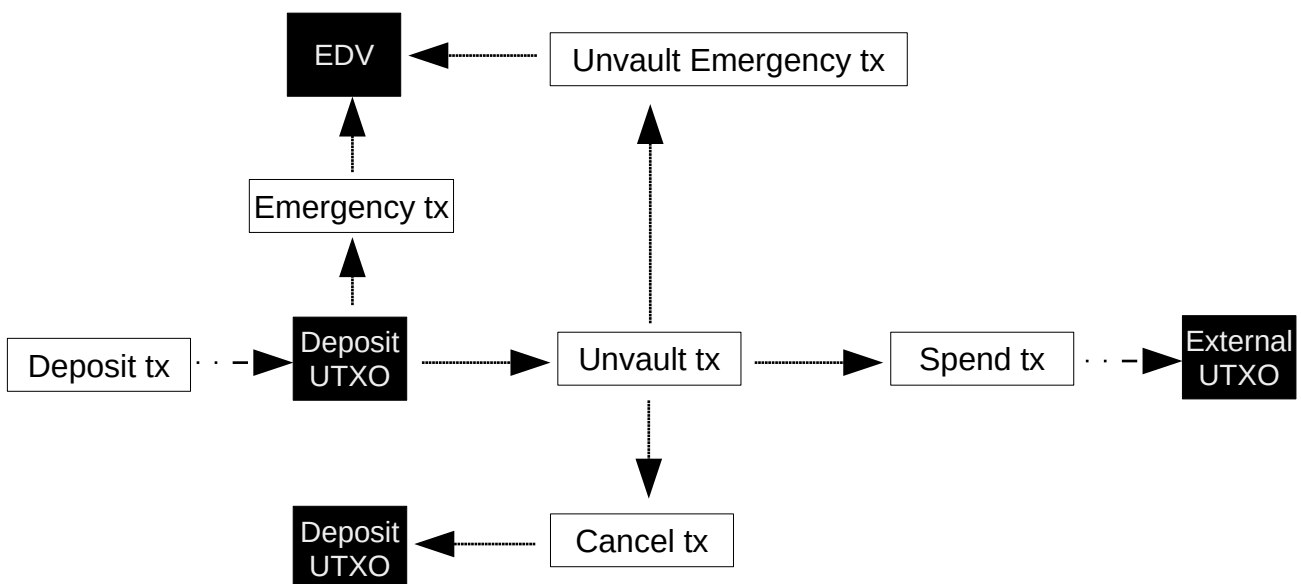 EDV
Unvault Emergency tx
Emergency tx
Deposit tx
Deposit
UTXO
Unvault tx
Spend tx
External
UTXO
Deposit
UTXO
Cancel tx